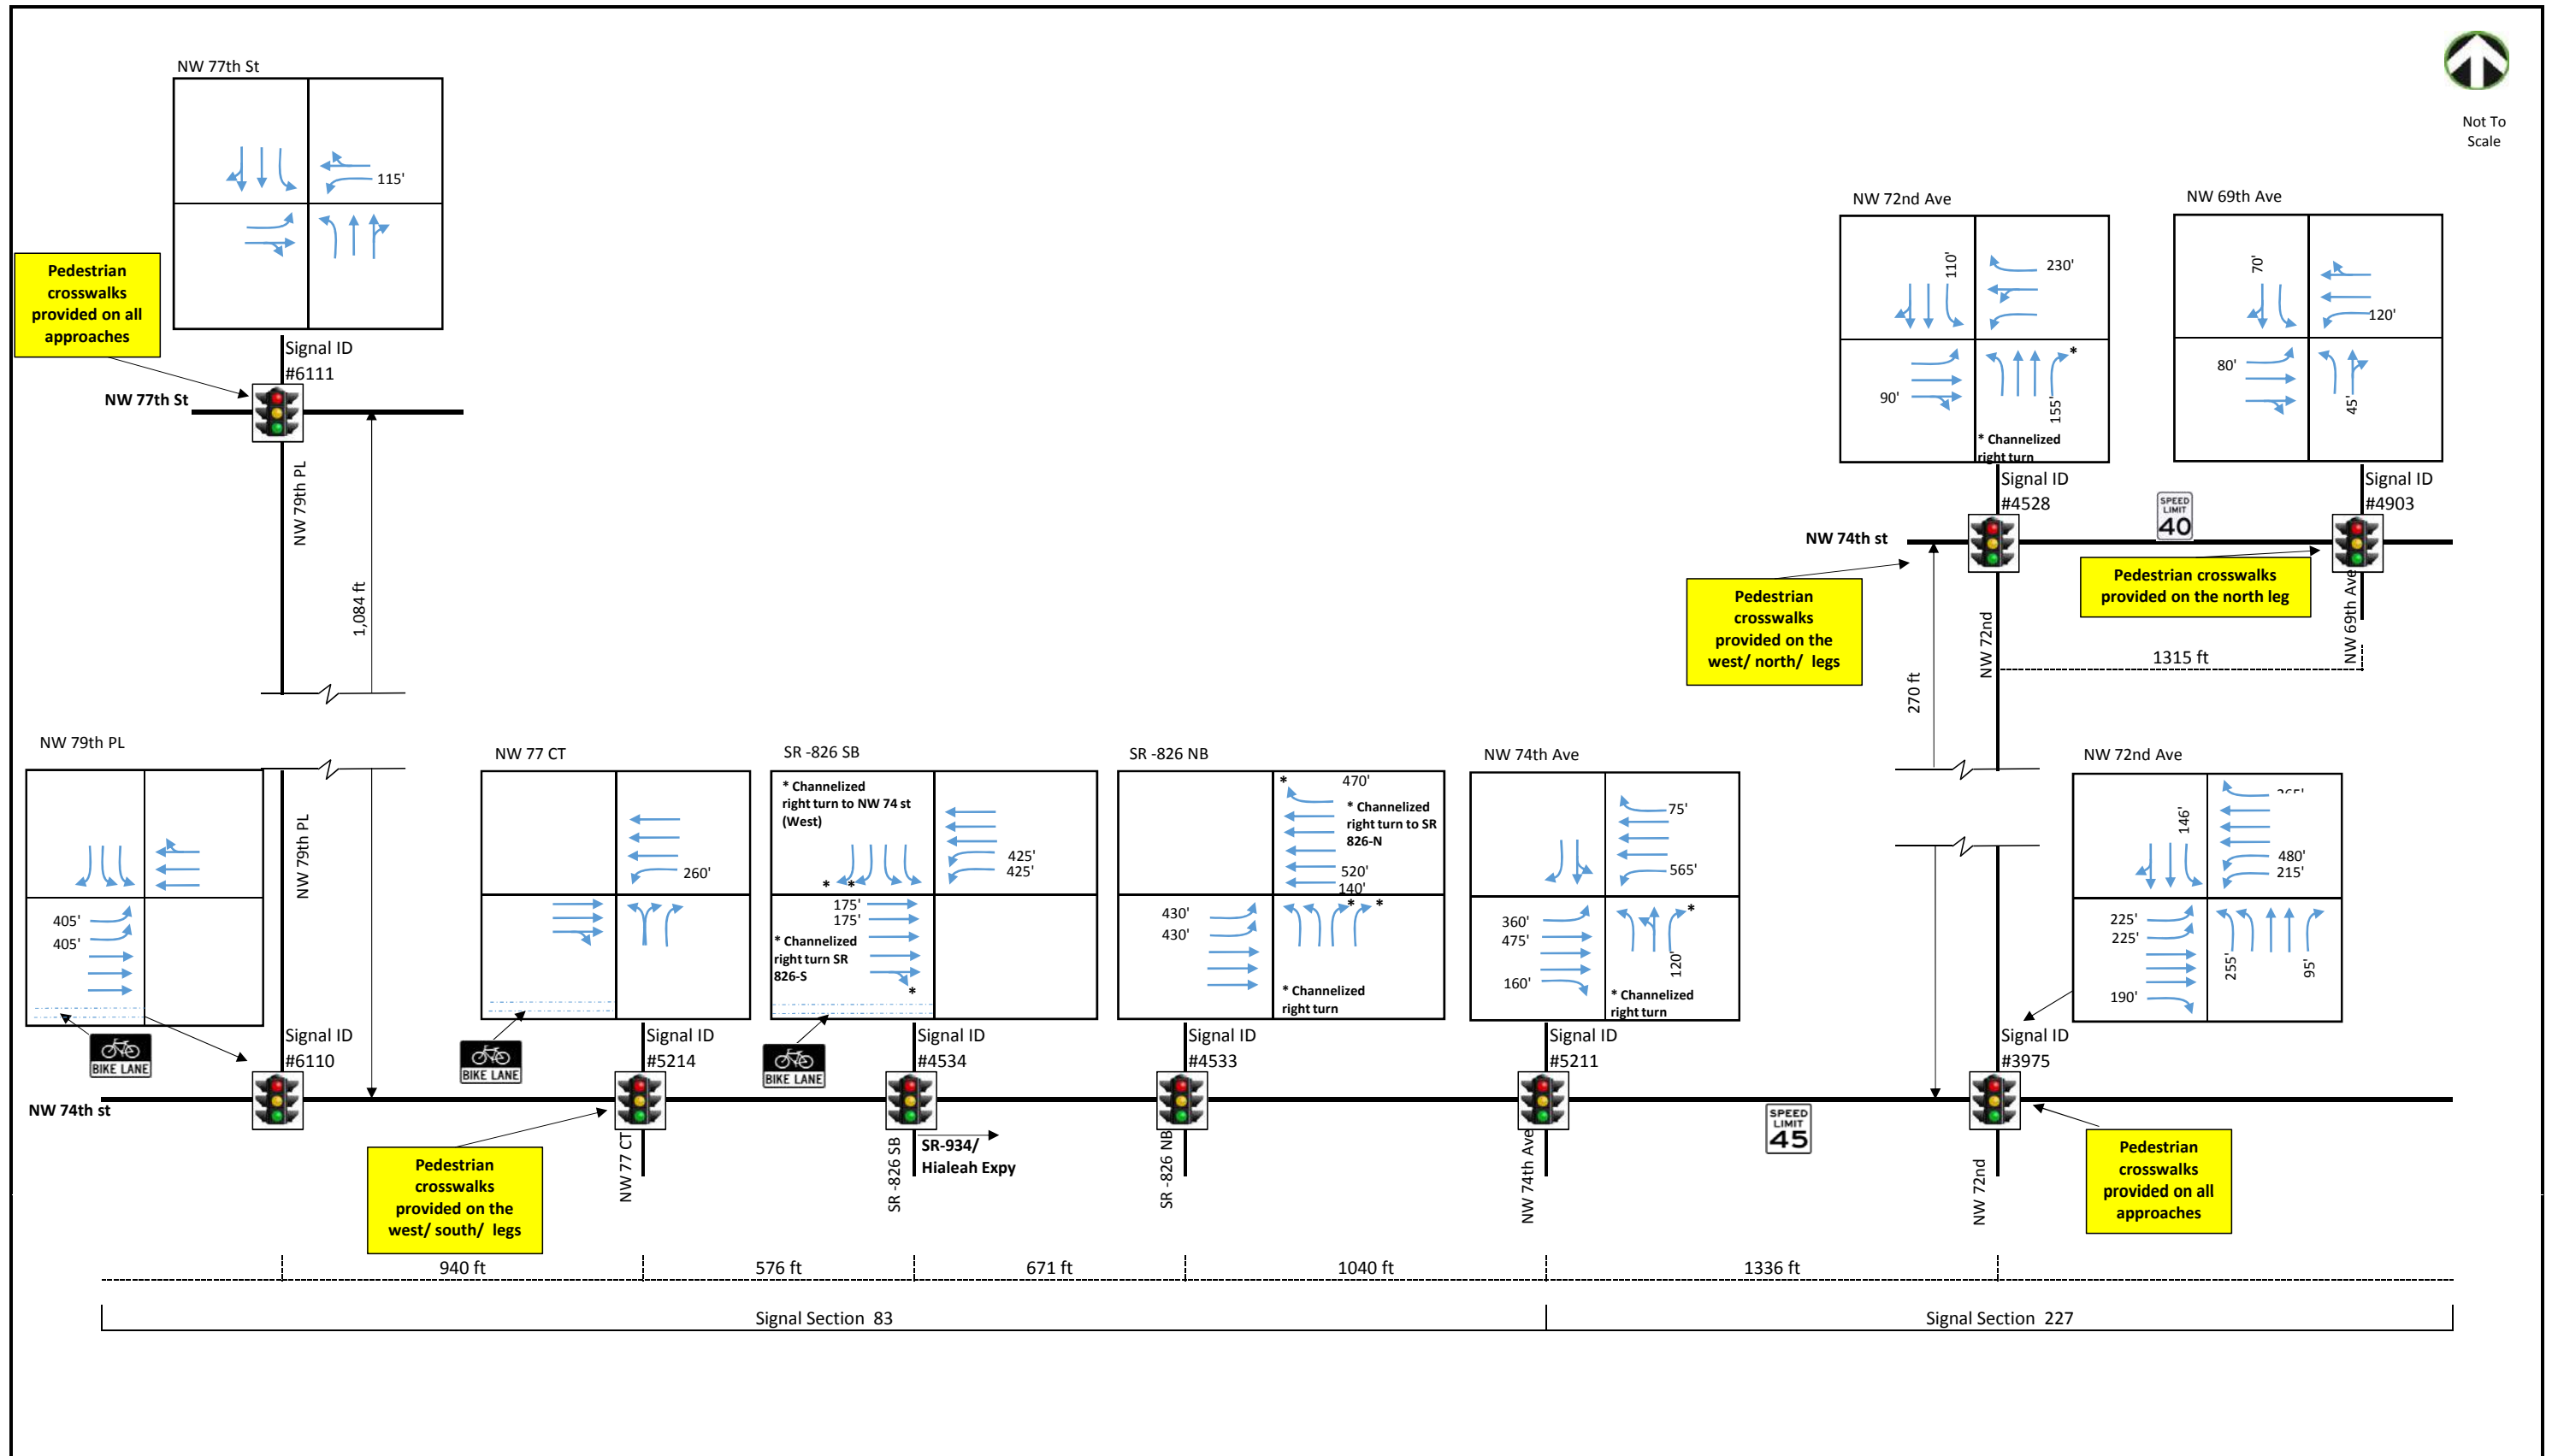 NW 77th St
115'
Pedestrian
crosswalks
provided on all
approaches
Signal ID
#6111
NW 77th St
NW 79th PL
1,084 ft
Not To
Scale
NW 72nd Ave
110'
230'
90'
155'
* Channelized
right turn
*
Signal ID
#4528
NW 69th Ave
70'
120'
80'
45'
Signal ID
#4903
SPEED
LIMIT
40
NW 74th st
Pedestrian
crosswalks
provided on the
west/ north/ legs
Pedestrian crosswalks
provided on the north leg
NW 72nd
NW 69th Ave
1315 ft
270 ft
NW 79th PL
405'
405'
BIKE LANE
NW 79th PL
Signal ID
#6110
NW 77 CT
260'
BIKE LANE
Signal ID
#5214
SR -826 SB
* Channelized
right turn to NW 74 st
(West)
* *
425'
425'
175'
175'
* Channelized
right turn SR
826-S
*
BIKE LANE
Signal ID
#4534
SR -826 NB
*
470'
* Channelized
right turn to SR
826-N
520'
140'
430'
430'
* *
* Channelized
right turn
Signal ID
#4533
NW 74th Ave
75'
565'
360'
475'
160'
*
120'
* Channelized
right turn
Signal ID
#5211
NW 72nd Ave
146'
480'
215'
225'
225'
190'
255'
95'
Signal ID
#3975
NW 74th st
Pedestrian
crosswalks
provided on the
west/ south/ legs
NW 77 CT
SR -826 SB
SR-934/
Hialeah Expy
SR -826 NB
NW 74th Ave
SPEED
LIMIT
45
NW 72nd
Pedestrian
crosswalks
provided on all
approaches
940 ft
576 ft
671 ft
1040 ft
1336 ft
Signal Section 83
Signal Section 227